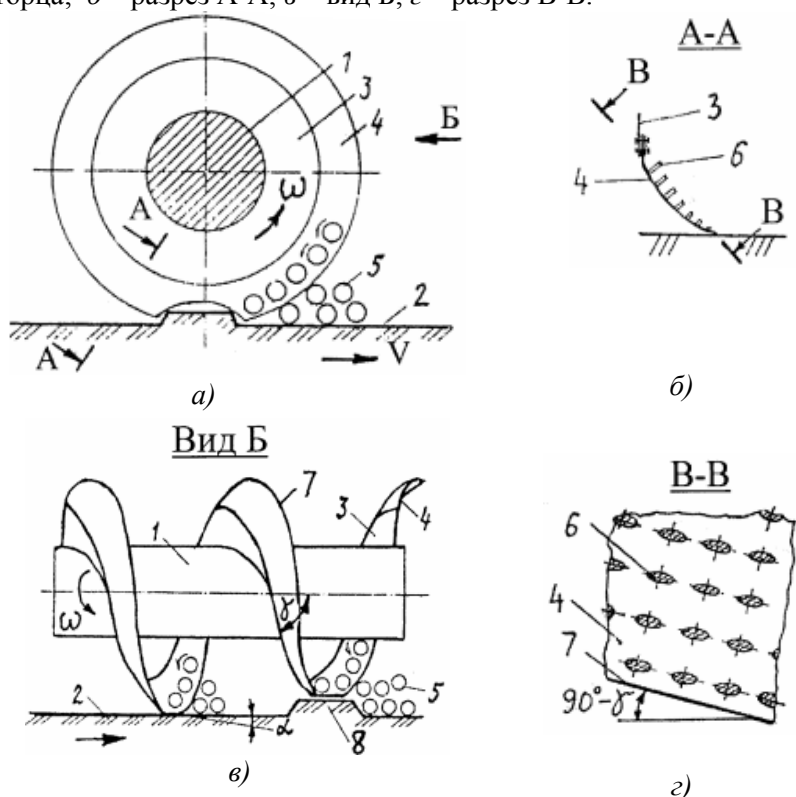 торца; б – разрез А-А; в – вид Б; г – разрез В-В.
1
3
4
Б
ω
А
5
2
А
V
а)
А-А
В
3
6
4
В
б)
Вид Б
7
3
4
1
ω
γ
2
5
α
8
в)
В-В
6
4
7
90°-γ
г)